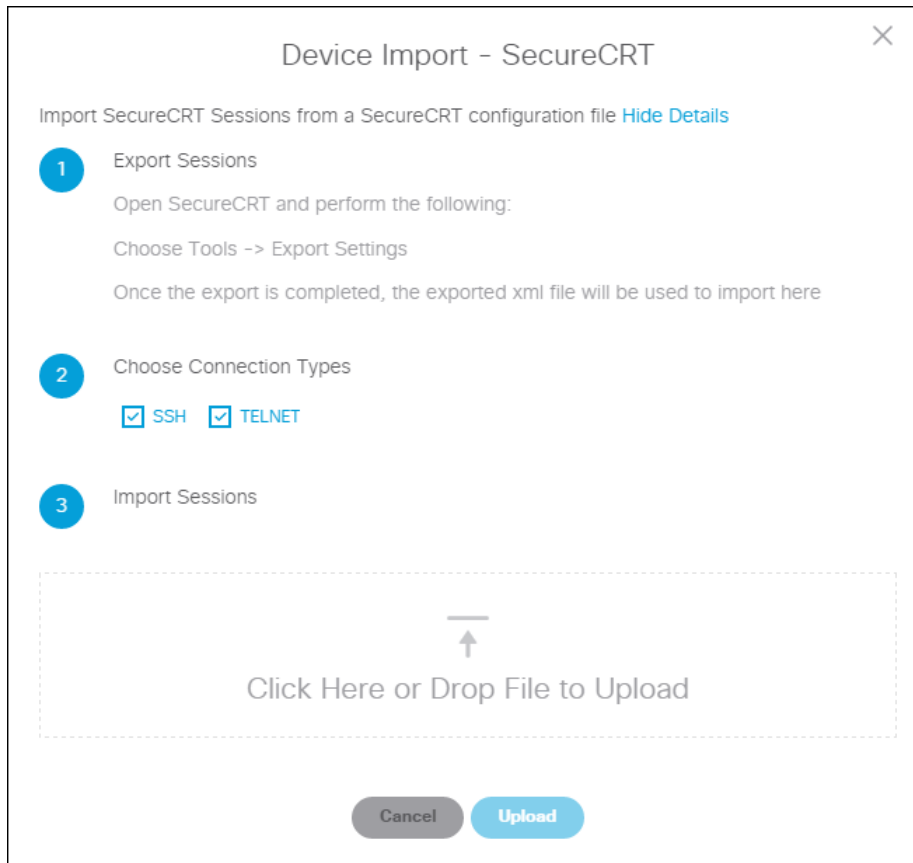 Device Import - SecureCRT
Import SecureCRT Sessions from a SecureCRT configuration file Hide Details
1
Export Sessions
Open SecureCRT and perform the following:
Choose Tools -> Export Settings
Once the export is completed, the exported xml file will be used to import here
2
Choose Connection Types
SSH TELNET
3
Import Sessions
Click Here or Drop File to Upload
Cancel Upload